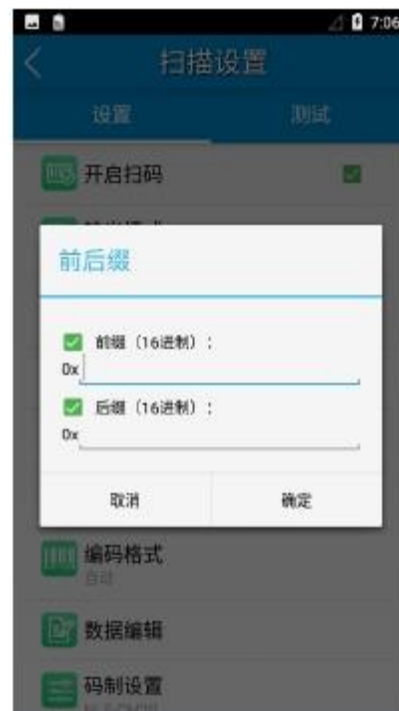 7:06
扫描设置
设置
测试
开启扫码
前后缀
前缀（16进制）：
0x
后缀（16进制）：
0x
取消
确定
编码格式
自动
数据编辑
码制设置